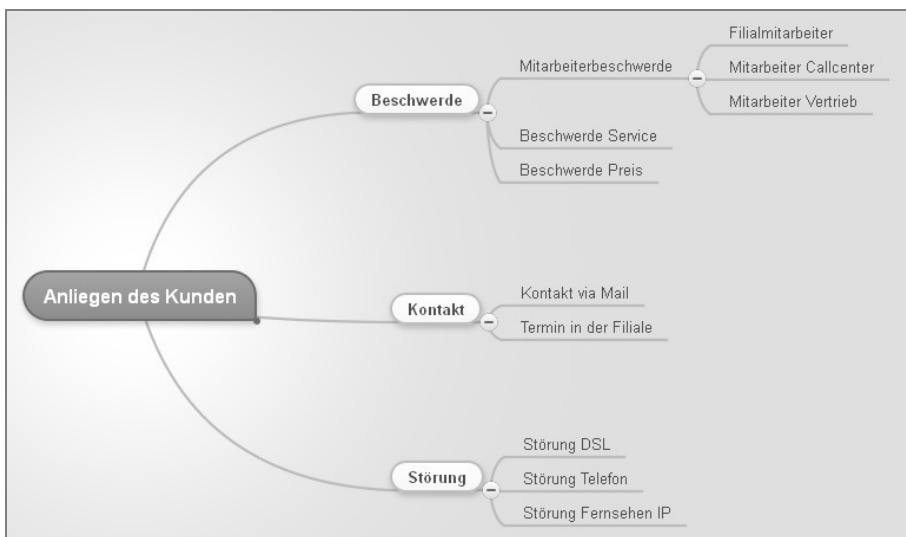 Anliegen des Kunden
Beschwerde
Mitarbeiterbeschwerde
Filialmitarbeiter
Mitarbeiter Callcenter
Mitarbeiter Vertrieb
Beschwerde Service
Beschwerde Preis
Kontakt
Kontakt via Mail
Termin in der Filiale
Störung
Störung DSL
Störung Telefon
Störung Fernsehen IP